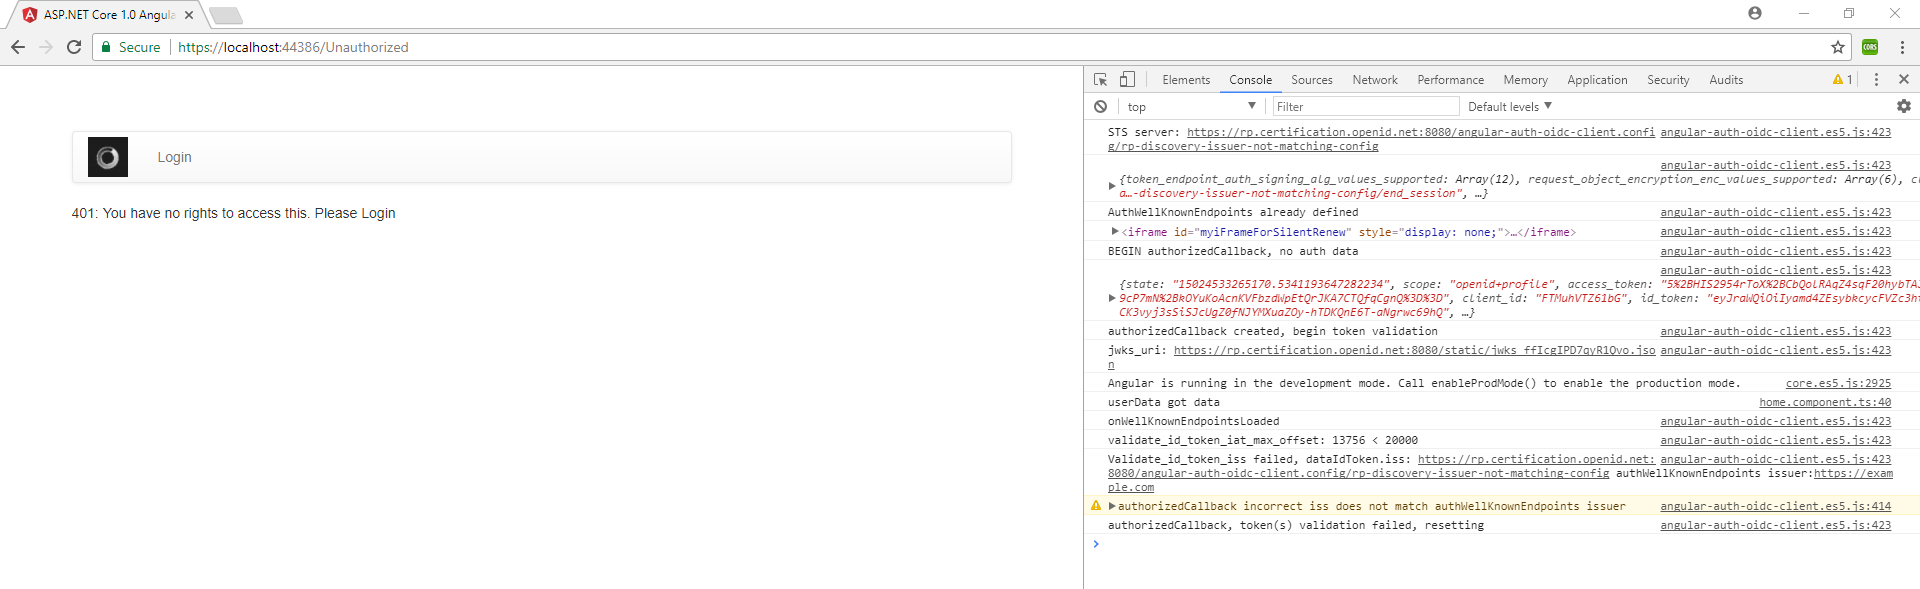 ASP.NET Core 1.0 Angula
Secure https://localhost:44386/Unauthorized
CORS
Elements Console Sources Network Performance Memory Application Security Audits 1
top Filter Default levels
Login
401: You have no rights to access this. Please Login
STS server: https://rp.certification.openid.net:8080/angular-auth-oidc-client.confi angular-auth-oidc-client.es5.js:423
g/rp-discovery-issuer-not-matching-config
angular-auth-oidc-client.es5.js:423
{token_endpoint_auth_signing_alg_values_supported: Array(12), request_object_encryption_enc_values_supported: Array(6), c
a…-discovery-issuer-not-matching-config/end_session", …}
AuthWellKnownEndpoints already defined angular-auth-oidc-client.es5.js:423
<iframe id="myiFrameForSilentRenew" style="display: none;">…</iframe> angular-auth-oidc-client.es5.js:423
BEGIN authorizedCallback, no auth data angular-auth-oidc-client.es5.js:423
angular-auth-oidc-client.es5.js:423
{state: "15024533265170.5341193647282234", scope: "openid+profile", access_token: "5%2BHIS2954rToX%2BCbQoLRAqZ4sqF20hybTA
9cP7mN%2BkOYuKoAcnKVFbzdWpEtQrJKA7CTQfqCgnQ%3D%3D", client_id: "FTMuhVTZ61bG", id_token: "eyJraWQiOiIyamd4ZEsybkcycFVZc3h
CK3vyj3sSiSJcUgZ0fNJYMXuaZOy-hTDKQnE6T-aNgrwc69hQ", …}
authorizedCallback created, begin token validation angular-auth-oidc-client.es5.js:423
jwks_uri: https://rp.certification.openid.net:8080/static/jwks_ffIcgIPD7qyR1Ovo.jso angular-auth-oidc-client.es5.js:423
n
Angular is running in the development mode. Call enableProdMode() to enable the production mode. core.es5.js:2925
userData got data home.component.ts:40
onWellKnownEndpointsLoaded angular-auth-oidc-client.es5.js:423
validate_id_token_iat_max_offset: 13756 < 20000 angular-auth-oidc-client.es5.js:423
Validate_id_token_iss failed, dataIdToken.iss: https://rp.certification.openid.net: angular-auth-oidc-client.es5.js:423
8080/angular-auth-oidc-client.config/rp-discovery-issuer-not-matching-config authWellKnownEndpoints issuer:https://exam
ple.com
authorizedCallback incorrect iss does not match authWellKnownEndpoints issuer angular-auth-oidc-client.es5.js:414
authorizedCallback, token(s) validation failed, resetting angular-auth-oidc-client.es5.js:423